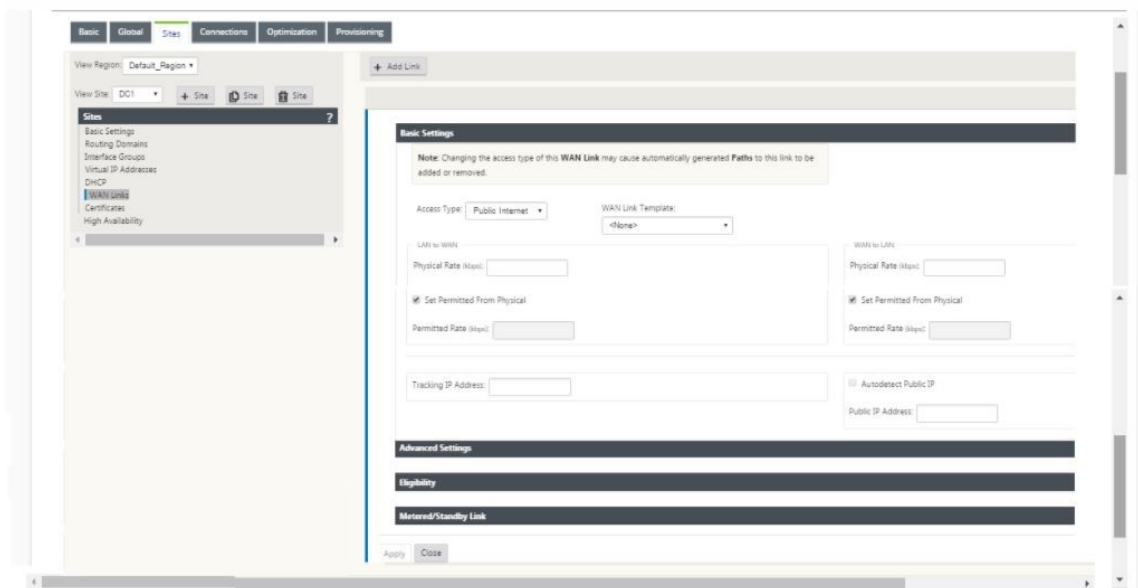 Basic Global Sites Connections Optimization Provisioning
View Region: Default_Region
+ Add Link
View Site: DC1 + Site Site Site
Sites ?
Basic Settings
Routing Domains
Interface Groups
Virtual IP Addresses
DHCP
WAN Links
Certificates
High Availability
Basic Settings
Note: Changing the access type of this WAN Link may cause automatically generated Paths to this link to be
added or removed.
Access Type: Public Internet
WAN Link Template:
<None>
LAN to WAN
Physical Rate (kbps):
Set Permitted From Physical
Permitted Rate (kbps):
WAN to LAN
Physical Rate (kbps):
Set Permitted From Physical
Permitted Rate (kbps):
Tracking IP Address:
Autodetect Public IP
Public IP Address:
Advanced Settings
Eligibility
Metered/Standby Link
Apply Close